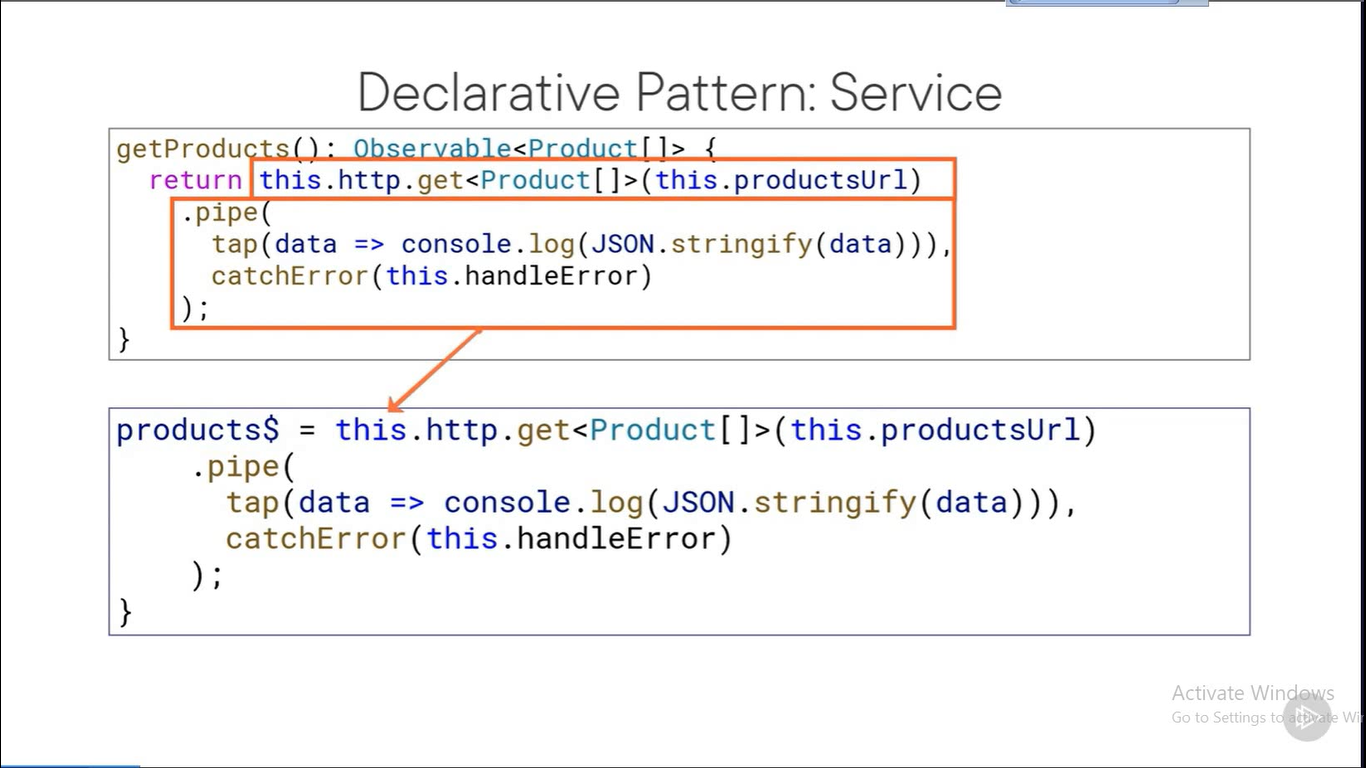 Declarative Pattern: Service
getProducts(): Observable<Product[]> {
return this.http.get<Product[]>(this.productsUrl)
.pipe(
tap(data => console.log(JSON.stringify(data))),
catchError(this.handleError)
);
}
products$ = this.http.get<Product[]>(this.productsUrl)
.pipe(
tap(data => console.log(JSON.stringify(data))),
catchError(this.handleError)
);
}
Activate Windows
Go to Settings to activate Wi